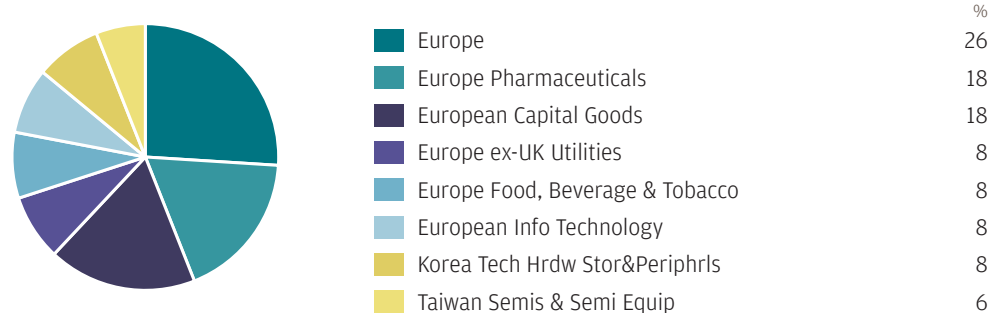 %
Europe 26
Europe Pharmaceuticals 18
European Capital Goods 18
Europe ex-UK Utilities 8
Europe Food, Beverage & Tobacco 8
European Info Technology 8
Korea Tech Hrdw Stor&Periphrls 8
Taiwan Semis & Semi Equip 6